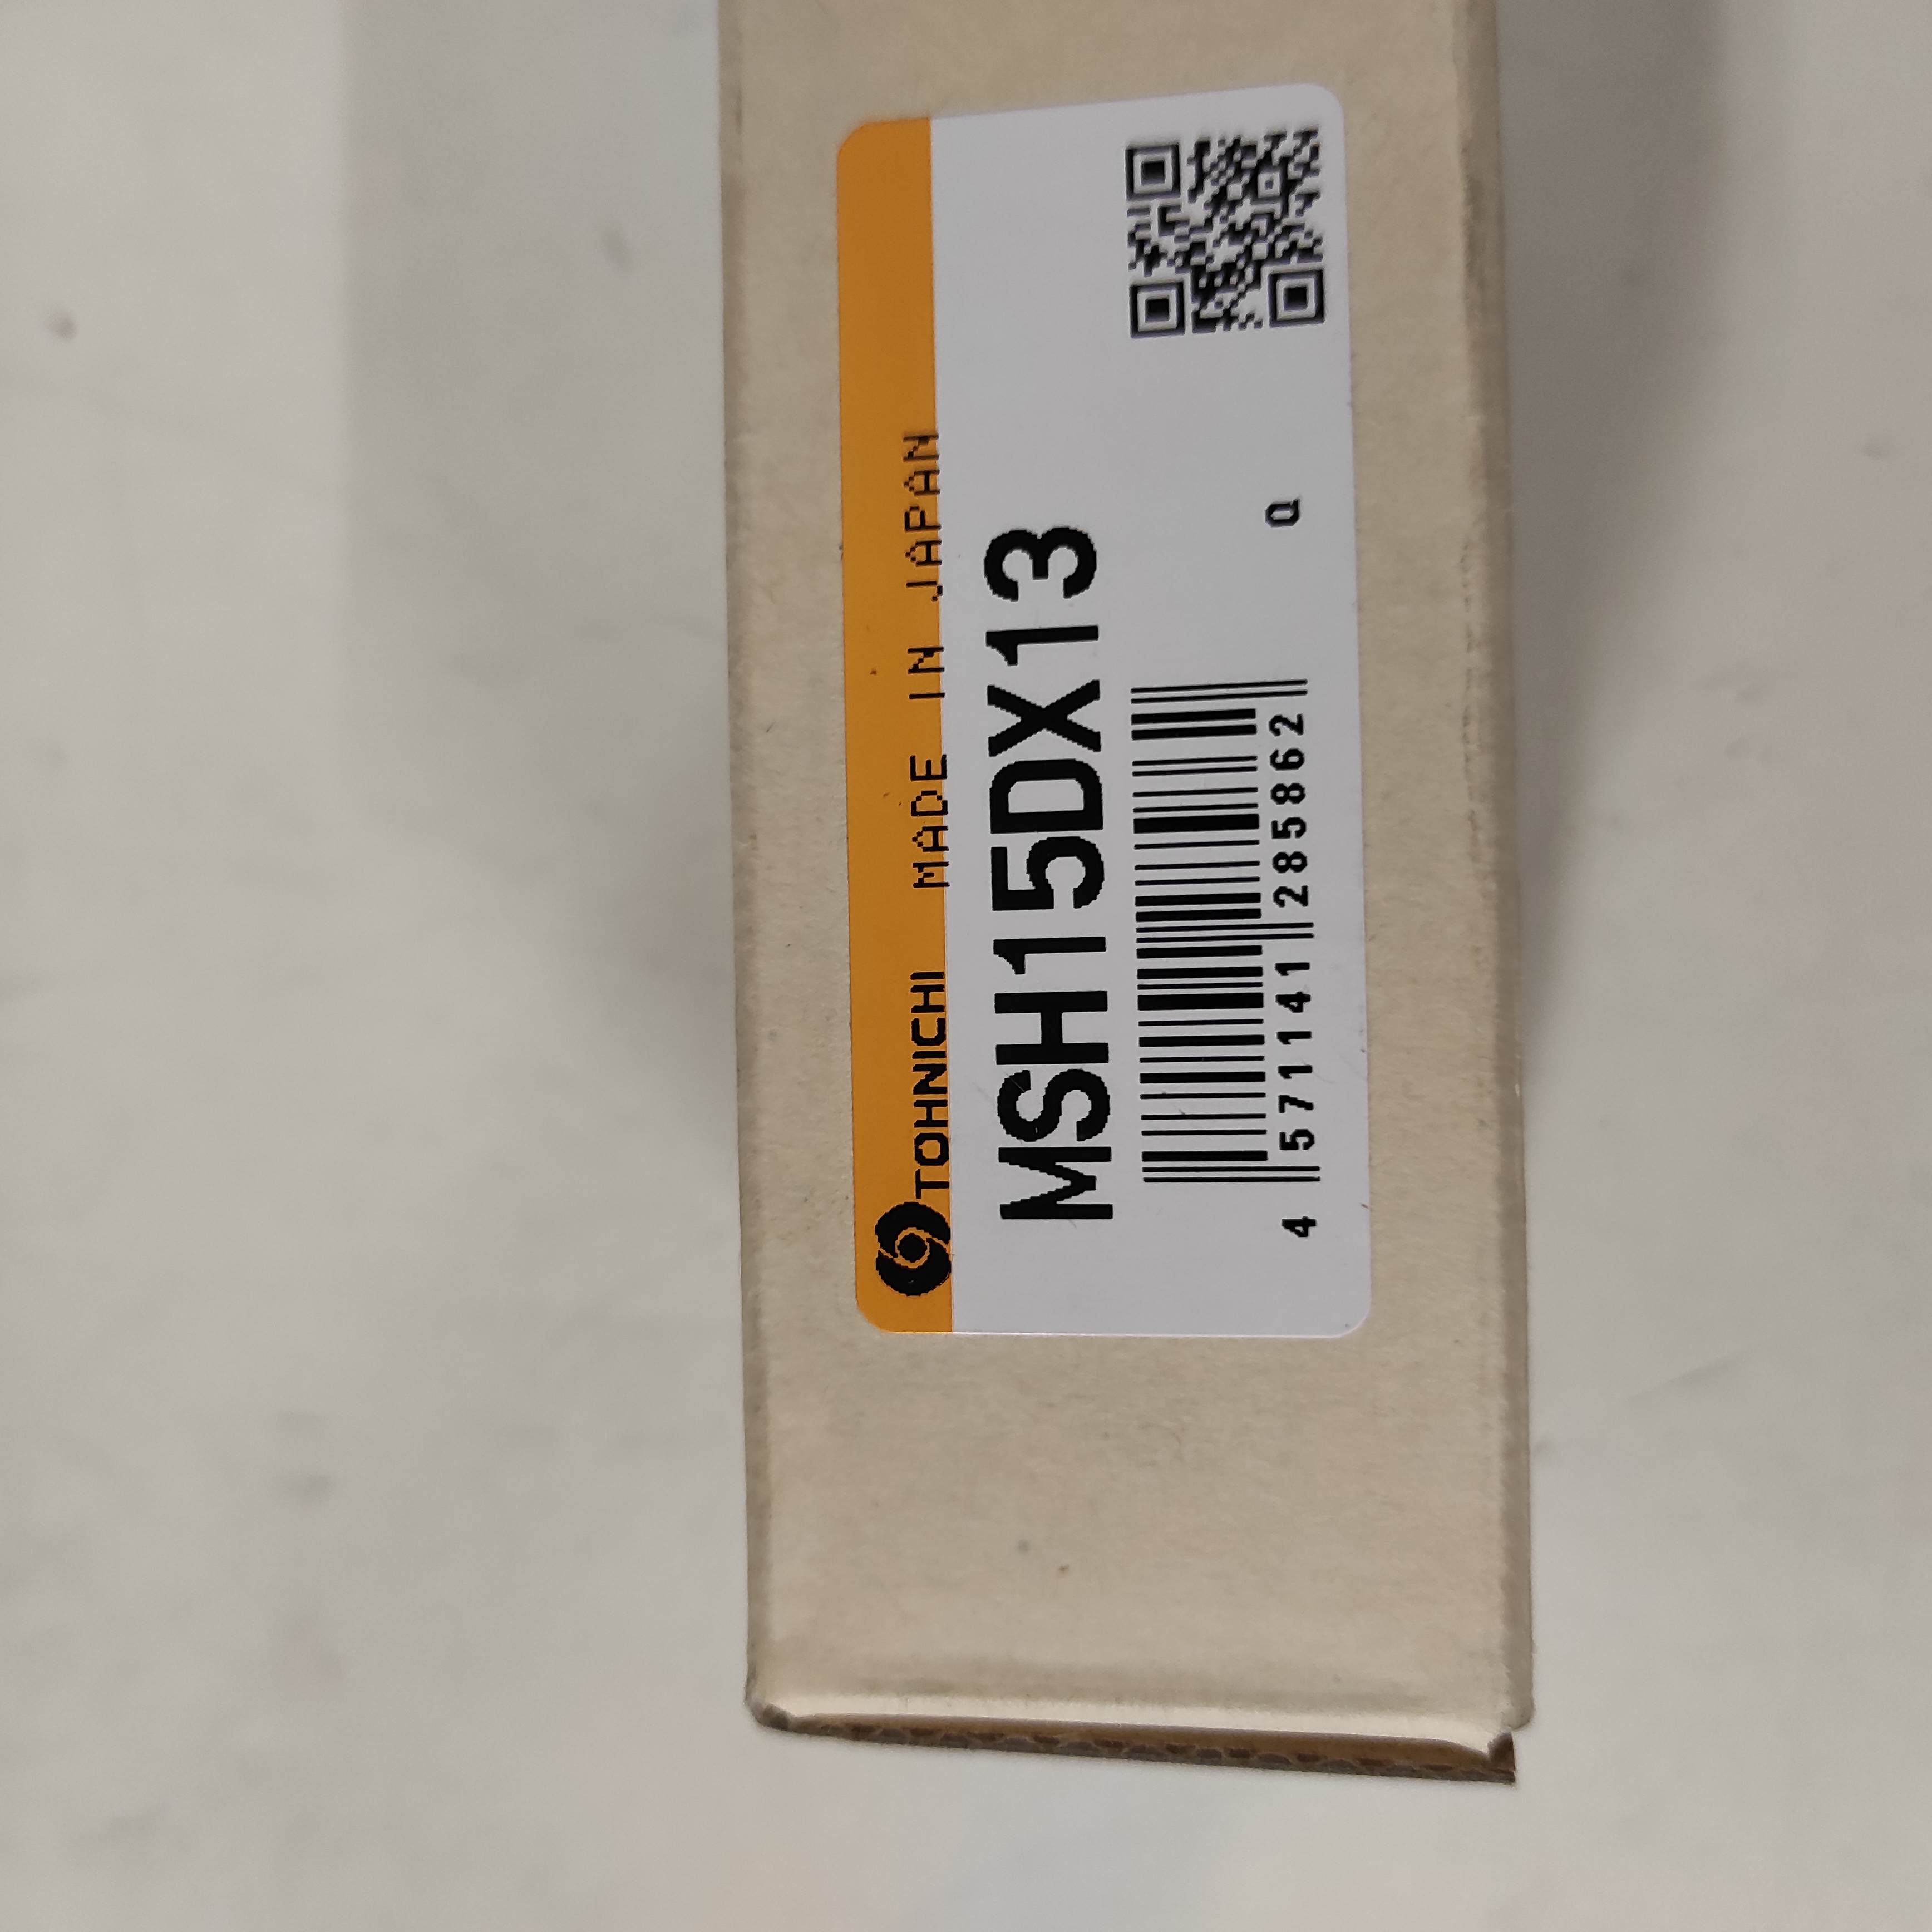 TOHNICHI MADE IN JAPAN
MSH15DX13
4 571141 285862 Q